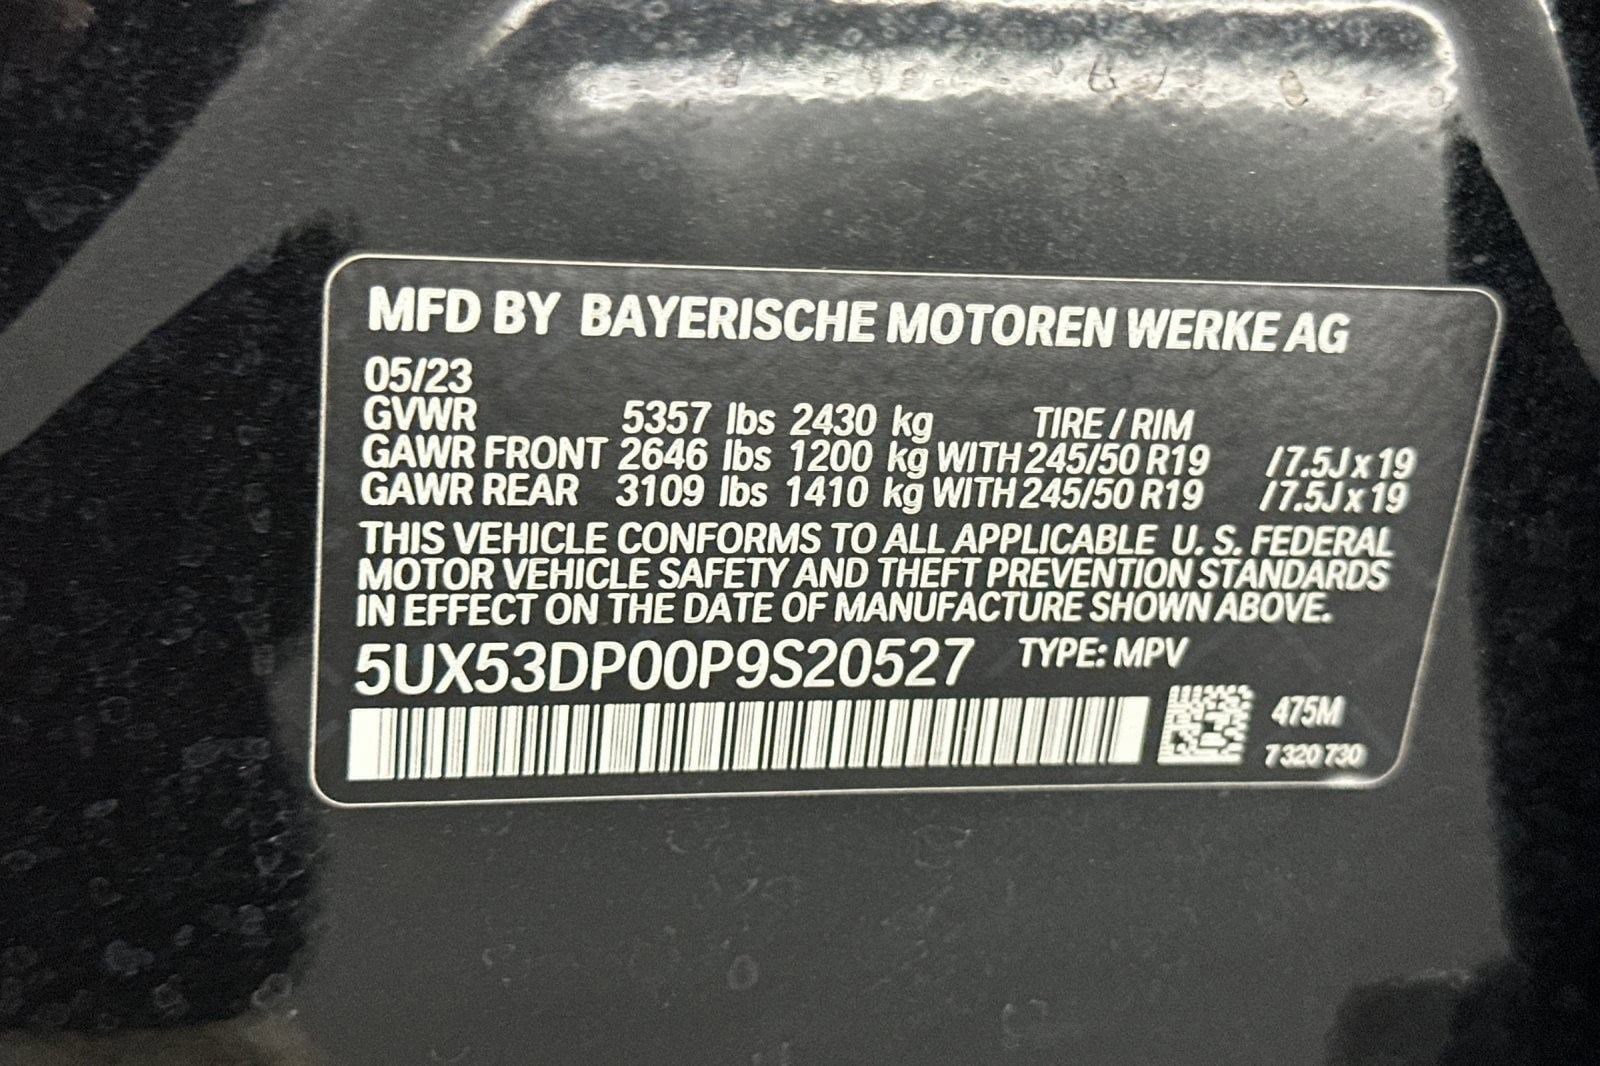 MFD BY BAYERISCHE MOTOREN WERKE AG
05/23
GVWR 5357 lbs 2430 kg TIRE / RIM
GAWR FRONT 2646 lbs 1200 kg WITH 245/50 R19 / 7.5J x 19
GAWR REAR 3109 lbs 1410 kg WITH 245/50 R19 / 7.5J x 19
THIS VEHICLE CONFORMS TO ALL APPLICABLE U. S. FEDERAL
MOTOR VEHICLE SAFETY AND THEFT PREVENTION STANDARDS
IN EFFECT ON THE DATE OF MANUFACTURE SHOWN ABOVE.
5UX53DP00P9S20527 TYPE: MPV
475M
7 320 730